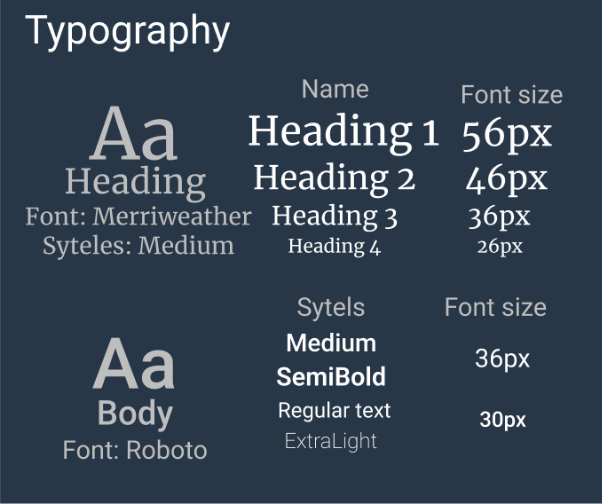 Typography
Name
Font size
Aa
Heading
Font: Merriweather
Syteles: Medium
Heading 1
56px
Heading 2
46px
Heading 3
36px
Heading 4
26px
Sytels
Font size
Aa
Body
Font: Roboto
Medium
SemiBold
Regular text
ExtraLight
36px
30px